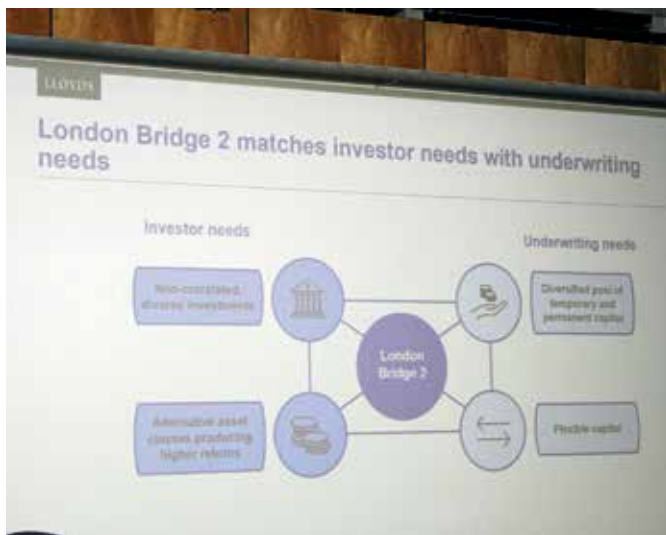 LLOYD'S
London Bridge 2 matches investor needs with underwriting
needs
Investor needs
Underwriting needs
Non-correlated,
diverse investments
Diversified pool of
temporary and
permanent capital
London
Bridge 2
Alternative asset
classes producing
higher returns
Flexible capital